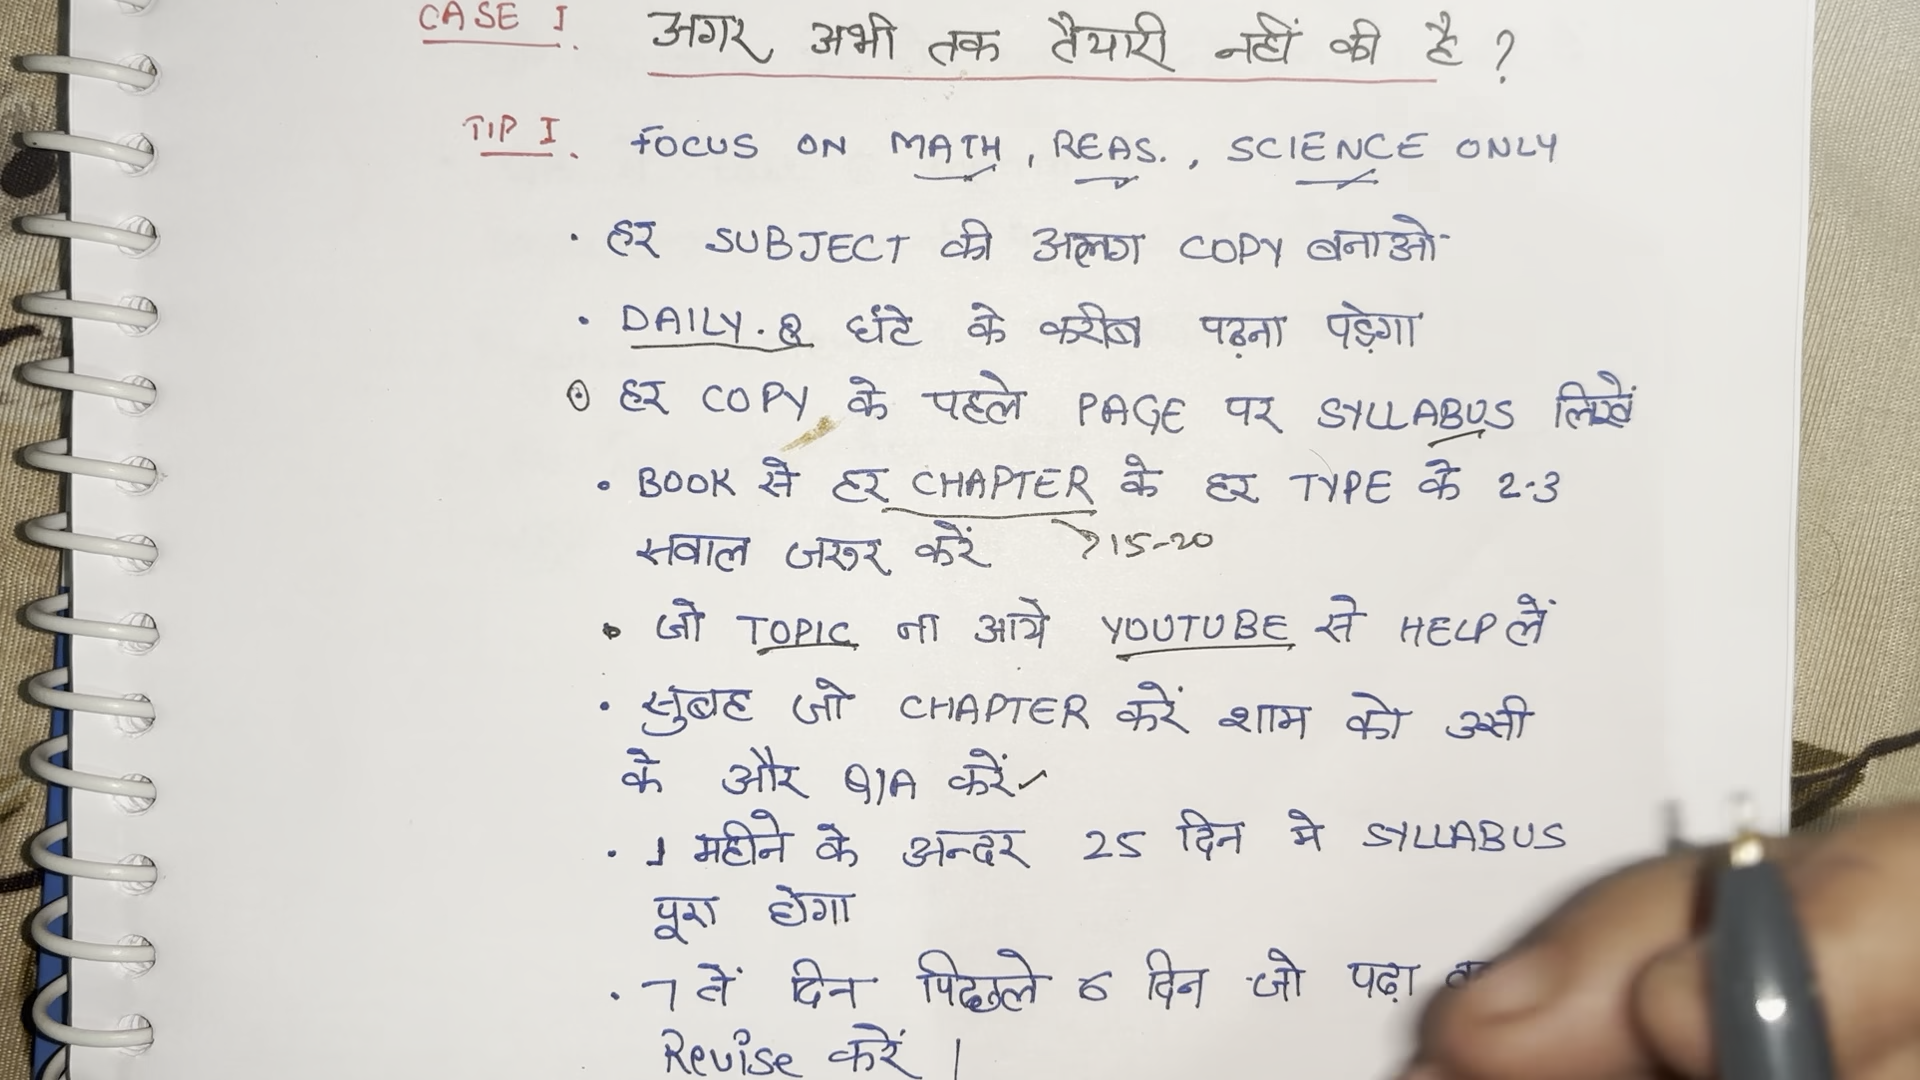 CASE I. अगर अभी तक तैयारी नहीं की है ?
TIP I. FOCUS ON MATH, REAS., SCIENCE ONLY
• हर SUBJECT की अलग COPY बनाओ
• DAILY. 8 घंटे के करीब पढ़ना पड़ेगा
⊙ हर COPY के पहले PAGE पर SYLLABUS लिखें
• BOOK से हर CHAPTER के हर TYPE के 2-3
सवाल जरुर करें →15-20
• जो TOPIC ना आये YOUTUBE से HELP लें
• सुबह जो CHAPTER करें शाम को उसी
के और Q/A करें✓
• 1 महीने के अन्दर 25 दिन मे SYLLABUS
पूरा होगा
• 7 वें दिन पिछले 6 दिन जो पढ़ा
Revise करें |